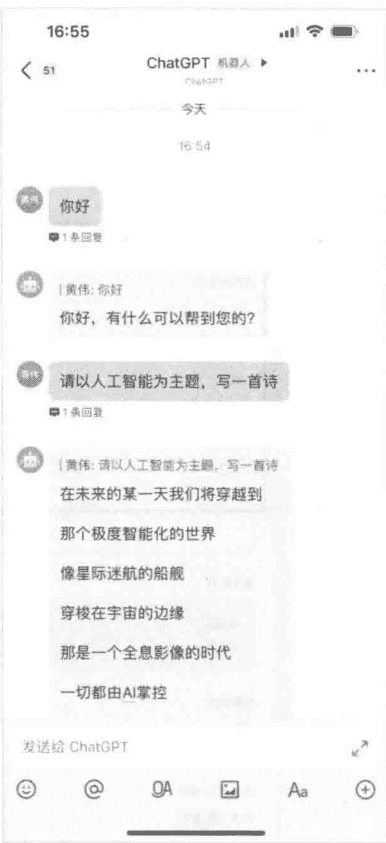 16:55
51
ChatGPT 机器人
ChatGPT
今天
16:54
黄伟
你好
1 条回复
黄伟: 你好
你好，有什么可以帮到您的?
黄伟
请以人工智能为主题，写一首诗
1 条回复
黄伟: 请以人工智能为主题，写一首诗
在未来的某一天我们将穿越到
那个极度智能化的世界
像星际迷航的船舰
穿梭在宇宙的边缘
那是一个全息影像的时代
一切都由AI掌控
发送给 ChatGPT
Aa